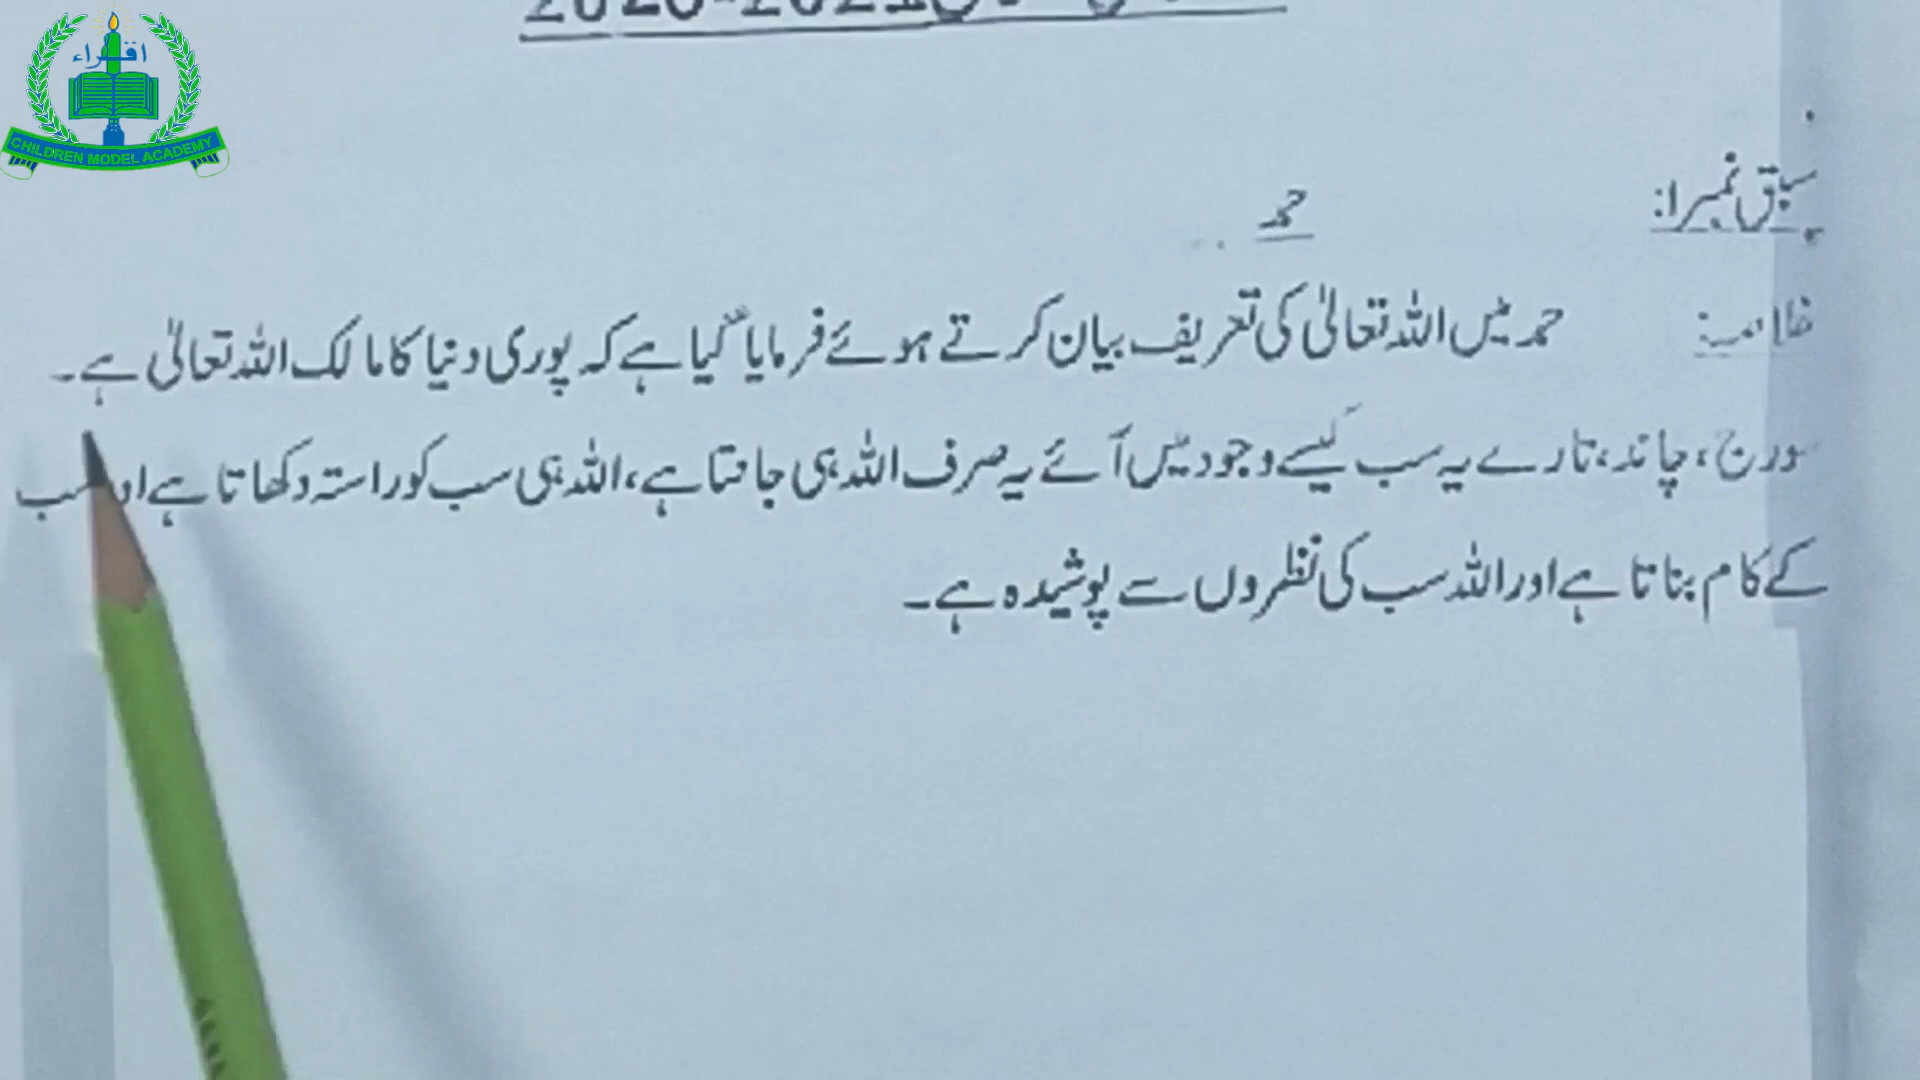 اقراء
CHILDREN MODEL ACADEMY
2020-2021
سبق نمبر ۱:
حمد
خلاصہ:
حمد میں اللہ تعالیٰ کی تعریف بیان کرتے ہوئے فرمایا گیا ہے کہ پوری دنیا کا مالک اللہ تعالیٰ ہے۔
سورج، چاند، تارے یہ سب کیسے وجود میں آئے یہ صرف اللہ ہی جانتا ہے، اللہ ہی سب کو راستہ دکھاتا ہے اور سب
کے کام بناتا ہے اور اللہ سب کی نظروں سے پوشیدہ ہے۔